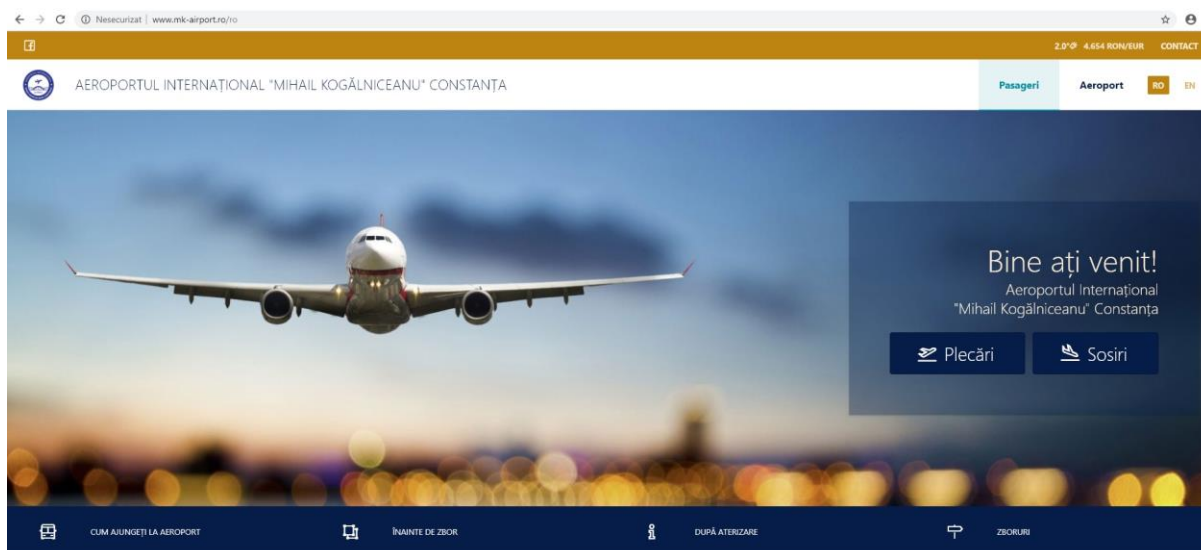 Nesecurizat | www.mk-airport.ro/ro
2.0° 4.654 RON/EUR CONTACT
AEROPORTUL INTERNAȚIONAL "MIHAIL KOGĂLNICEANU" CONSTANȚA
Pasageri Aeroport RO EN
Bine ați venit!
Aeroportul Internațional
"Mihail Kogălniceanu" Constanța
Plecări Sosiri
CUM AJUNGEȚI LA AEROPORT ÎNAINTE DE ZBOR DUPĂ ATERIZARE ZBORURI